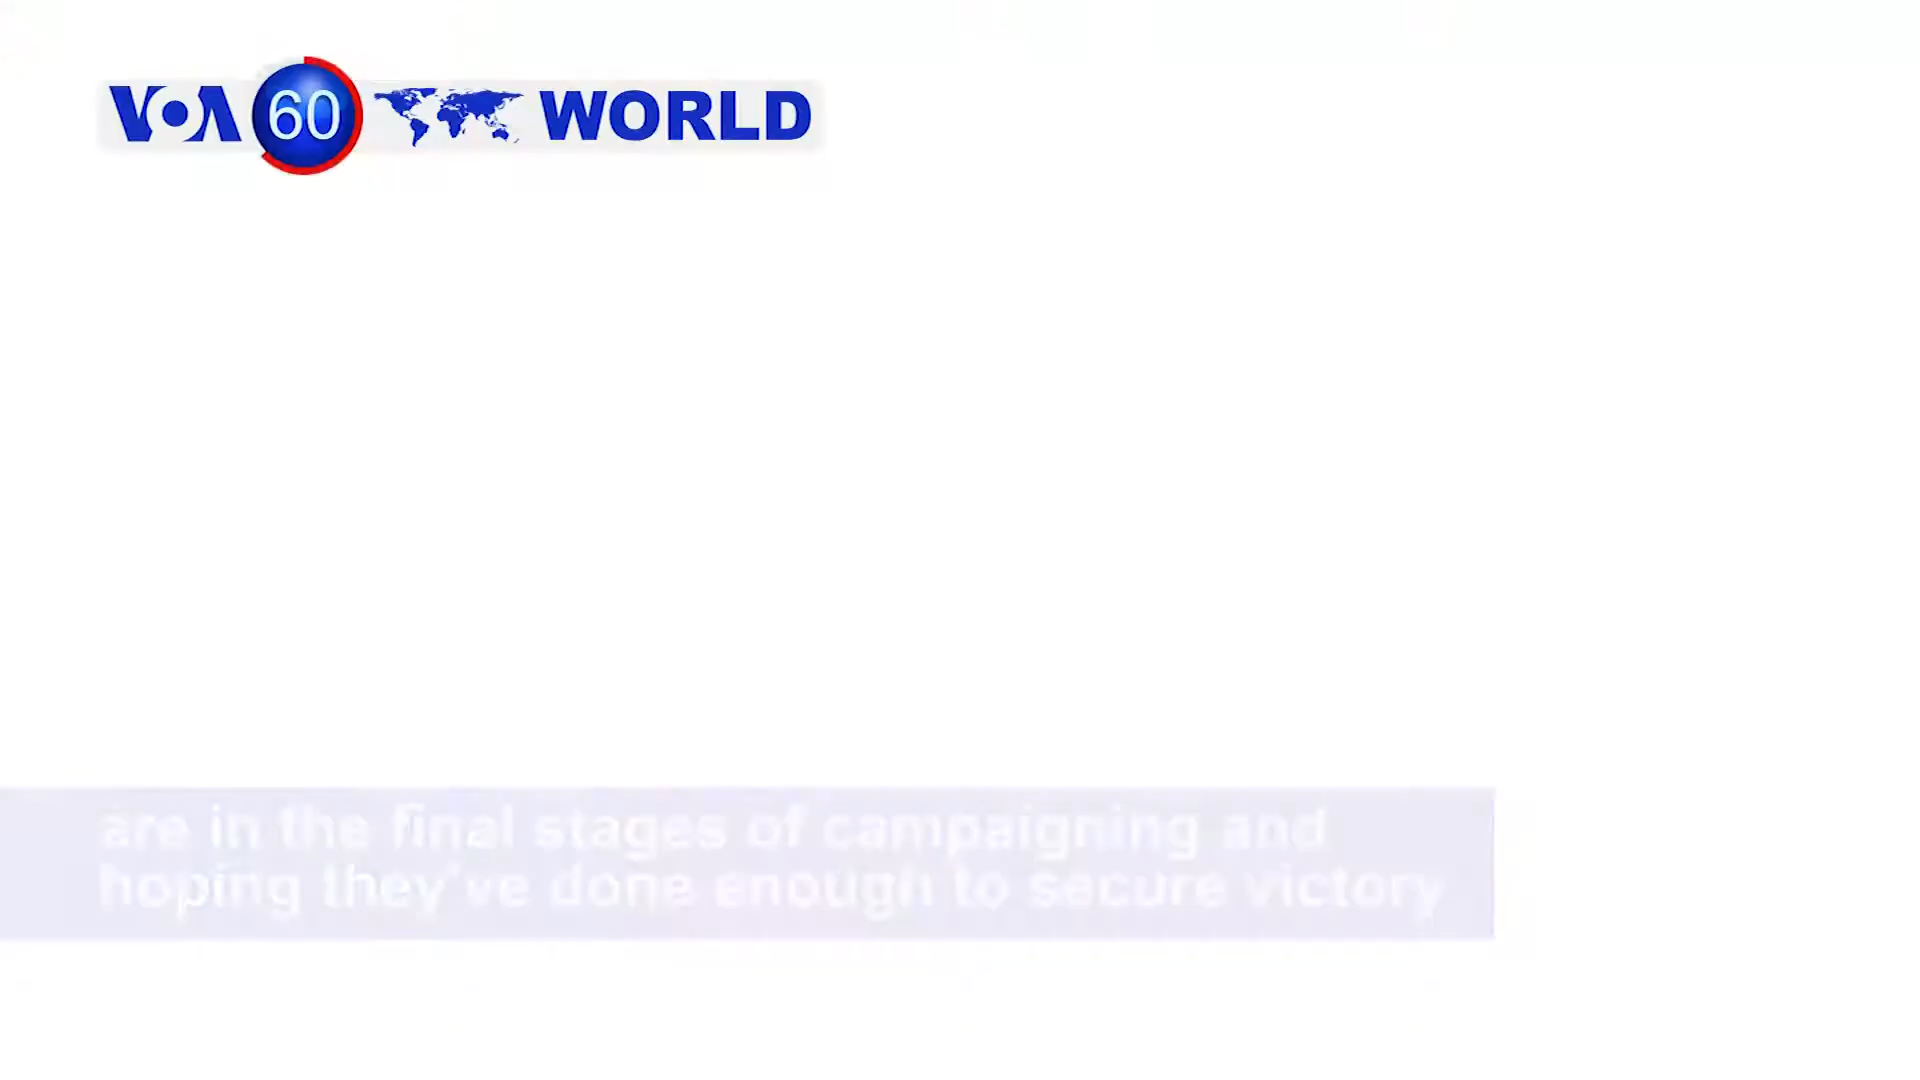 VOA 60 WORLD
are in the final stages of campaigning and
hoping they've done enough to secure victory